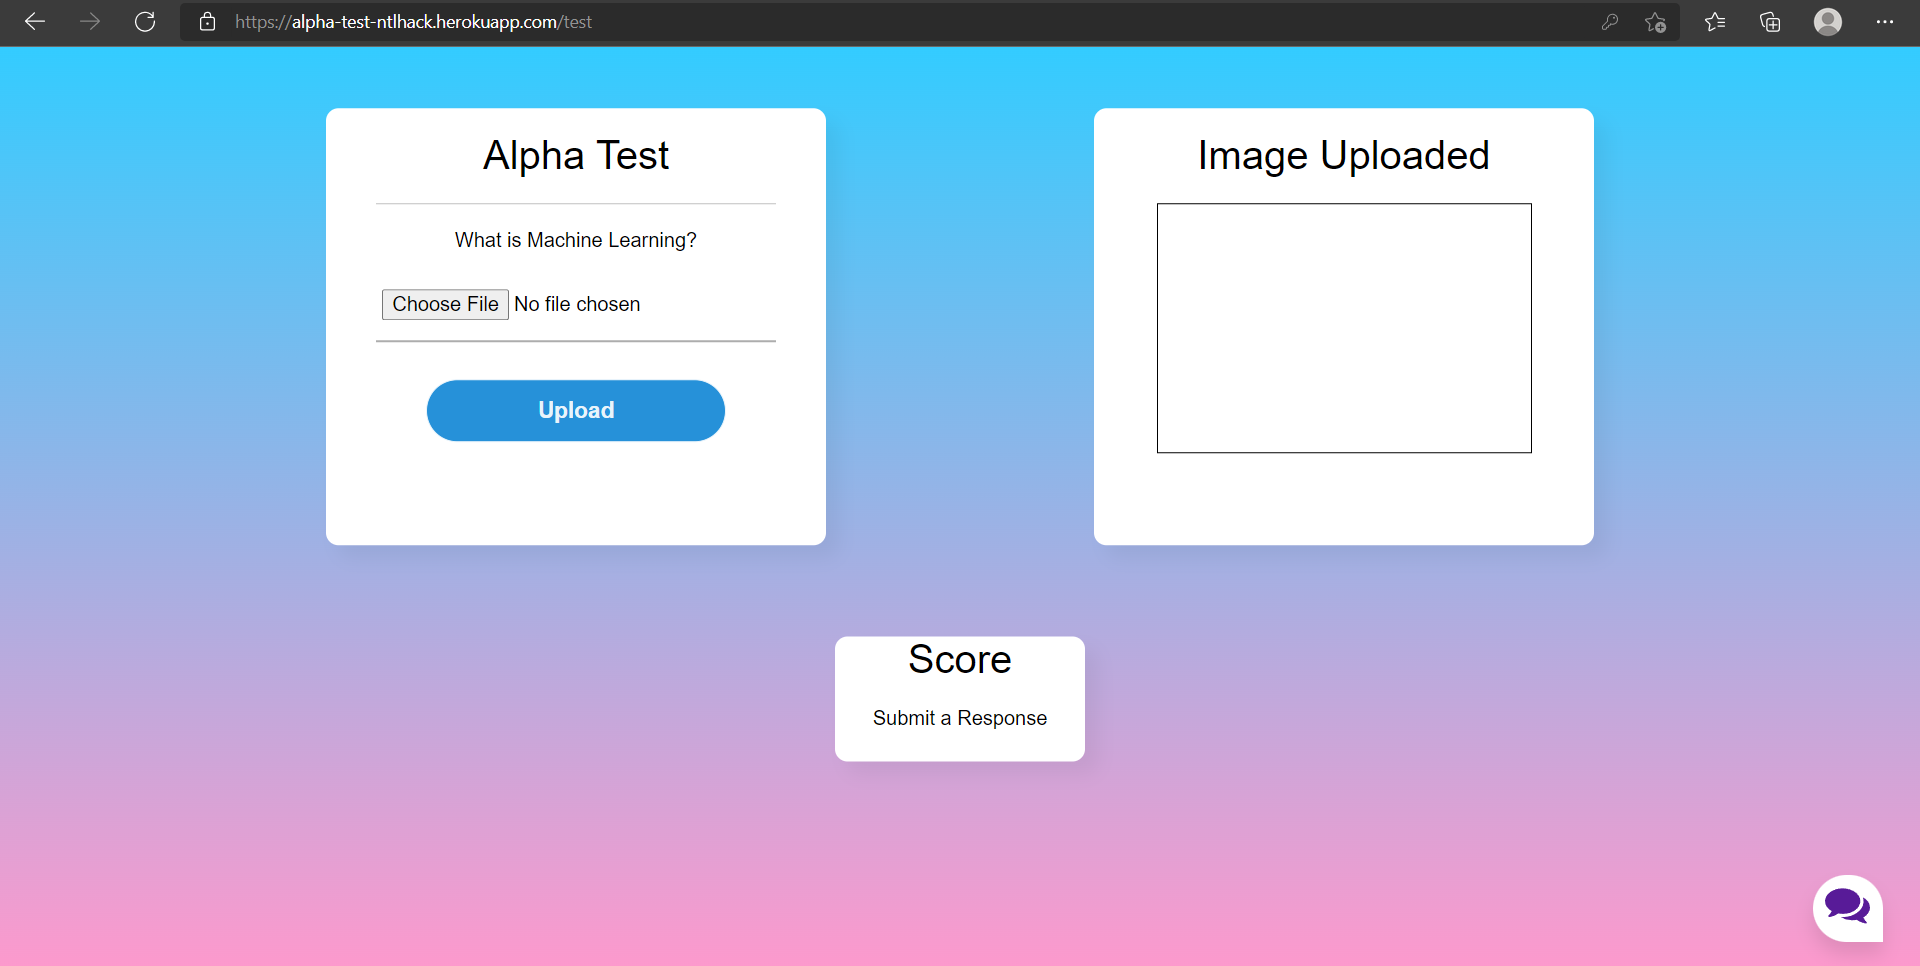 https://alpha-test-ntlhack.herokuapp.com/test
Alpha Test
What is Machine Learning?
Choose File No file chosen
Upload
Image Uploaded
Score
Submit a Response